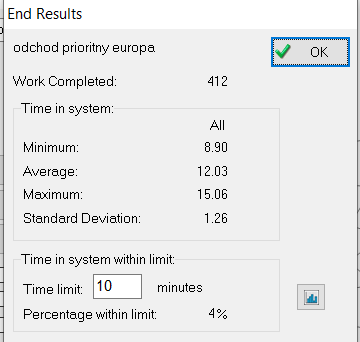 End Results
odchod prioritny europa
OK
Work Completed: 412
Time in system:
All
Minimum: 8.90
Average: 12.03
Maximum: 15.06
Standard Deviation: 1.26
Time in system within limit:
Time limit: 10 minutes
Percentage within limit: 4%